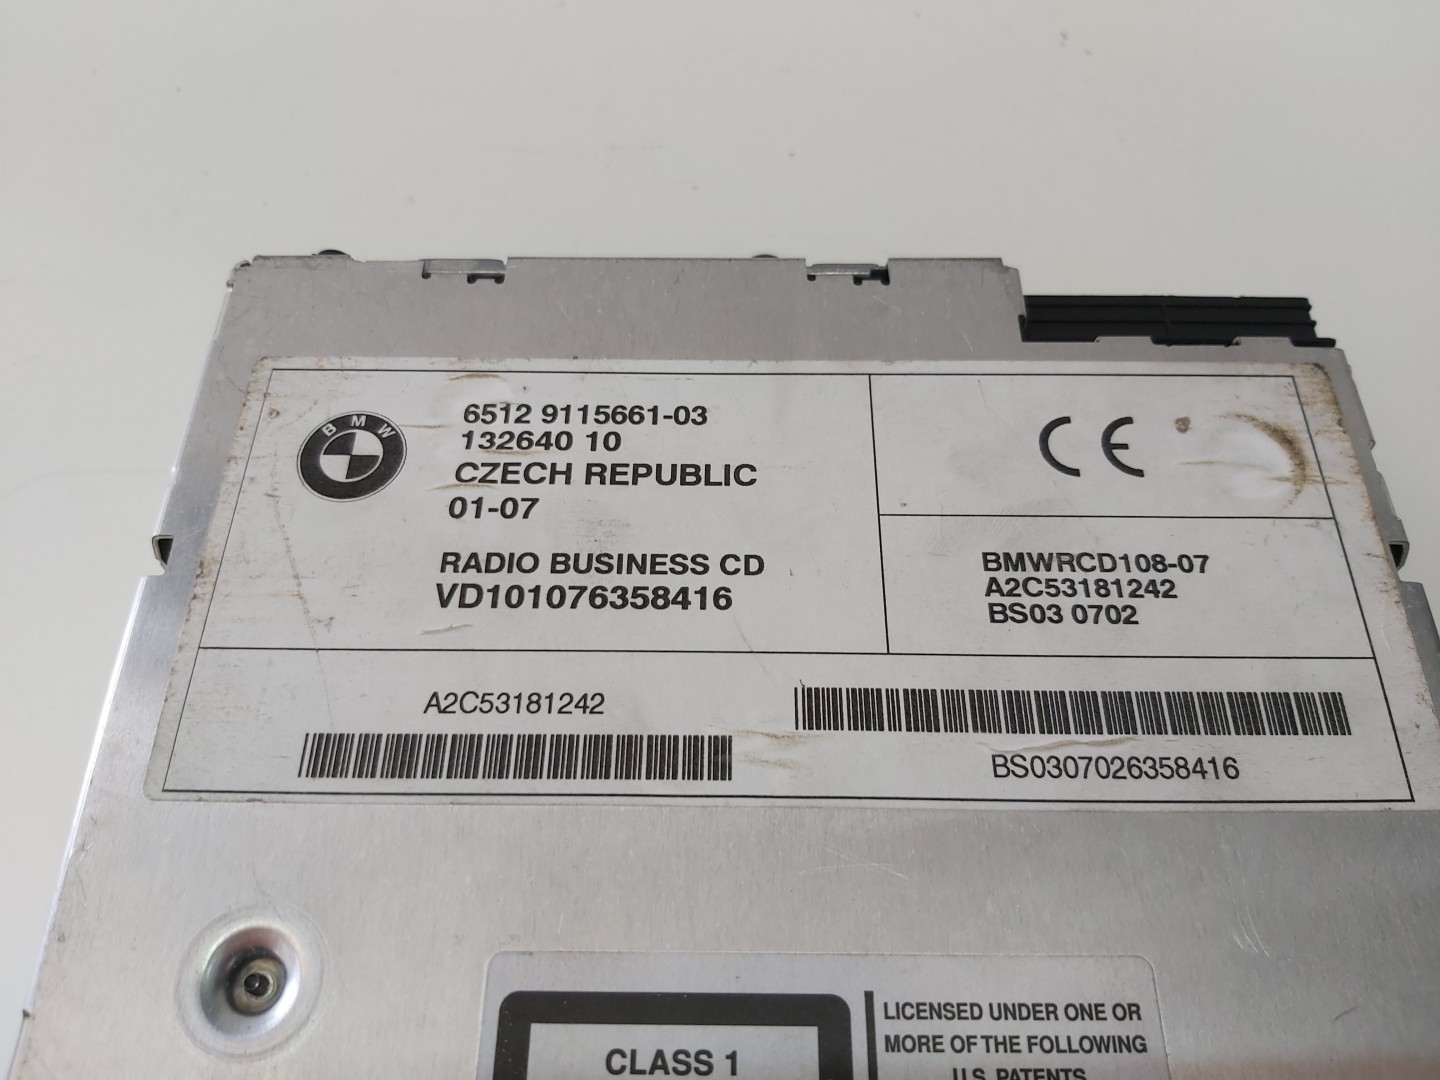 BMW
6512 9115661-03
132640 10
CZECH REPUBLIC
01-07
RADIO BUSINESS CD
VD101076358416
CE
BMWRCD108-07
A2C53181242
BS03 0702
A2C53181242
BS0307026358416
CLASS 1
LICENSED UNDER ONE OR
MORE OF THE FOLLOWING
U.S. PATENTS